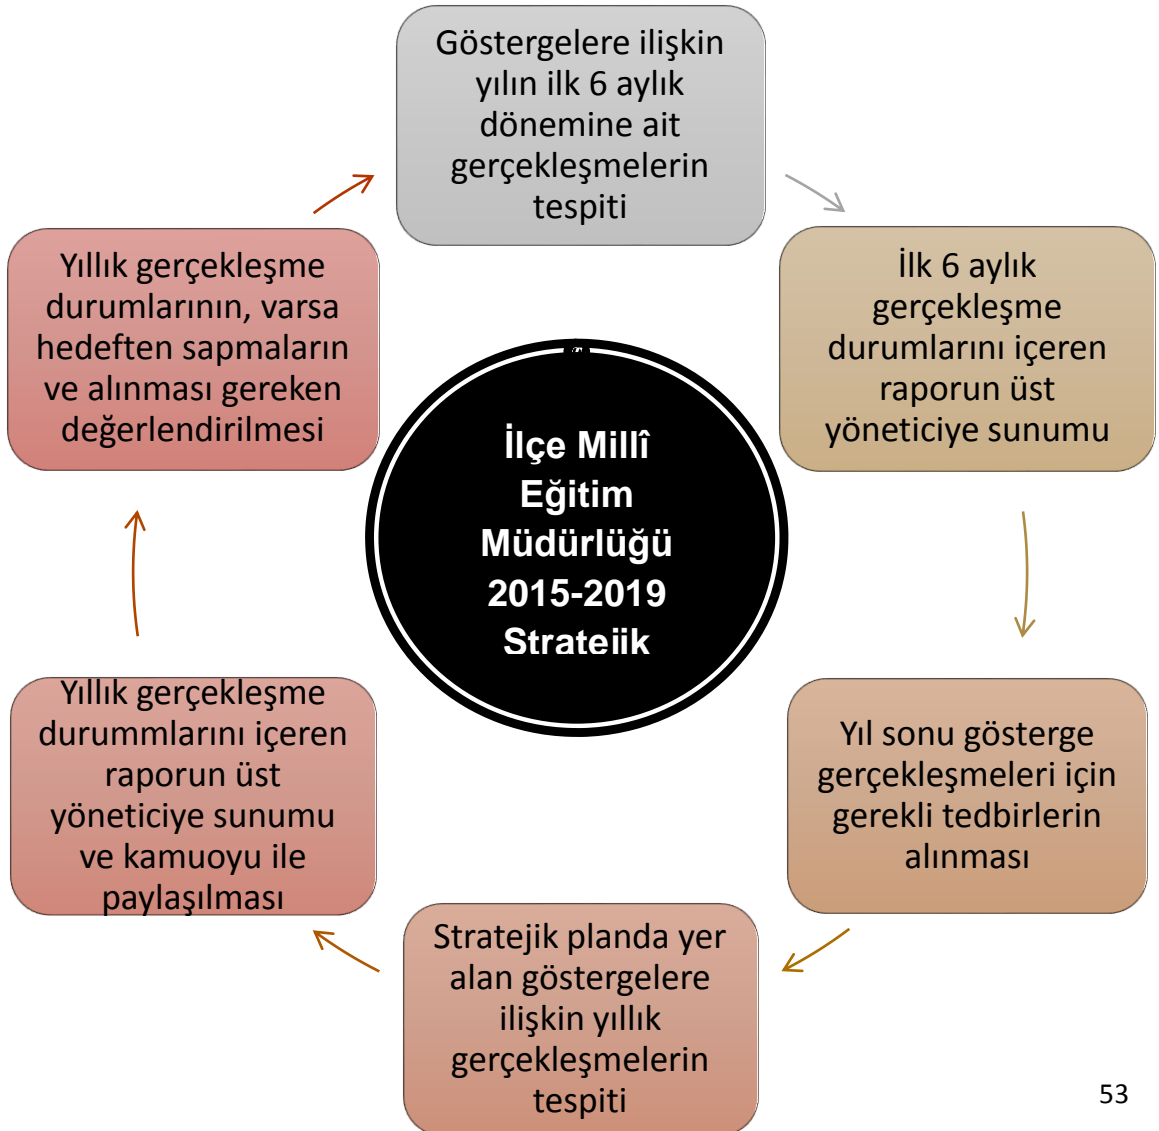 Göstergelere ilişkin
yılın ilk 6 aylık
dönemine ait
gerçekleşmelerin
tespiti
İlk 6 aylık
gerçekleşme
durumlarını içeren
raporun üst
yöneticiye sunumu
Yıl sonu gösterge
gerçekleşmeleri için
gerekli tedbirlerin
alınması
Stratejik planda yer
alan göstergelere
ilişkin yıllık
gerçekleşmelerin
tespiti
Yıllık gerçekleşme
durummlarını içeren
raporun üst
yöneticiye sunumu
ve kamuoyu ile
paylaşılması
Yıllık gerçekleşme
durumlarının, varsa
hedeften sapmaların
ve alınması gereken
değerlendirilmesi
İlçe Millî
Eğitim
Müdürlüğü
2015-2019
Stratejik
53